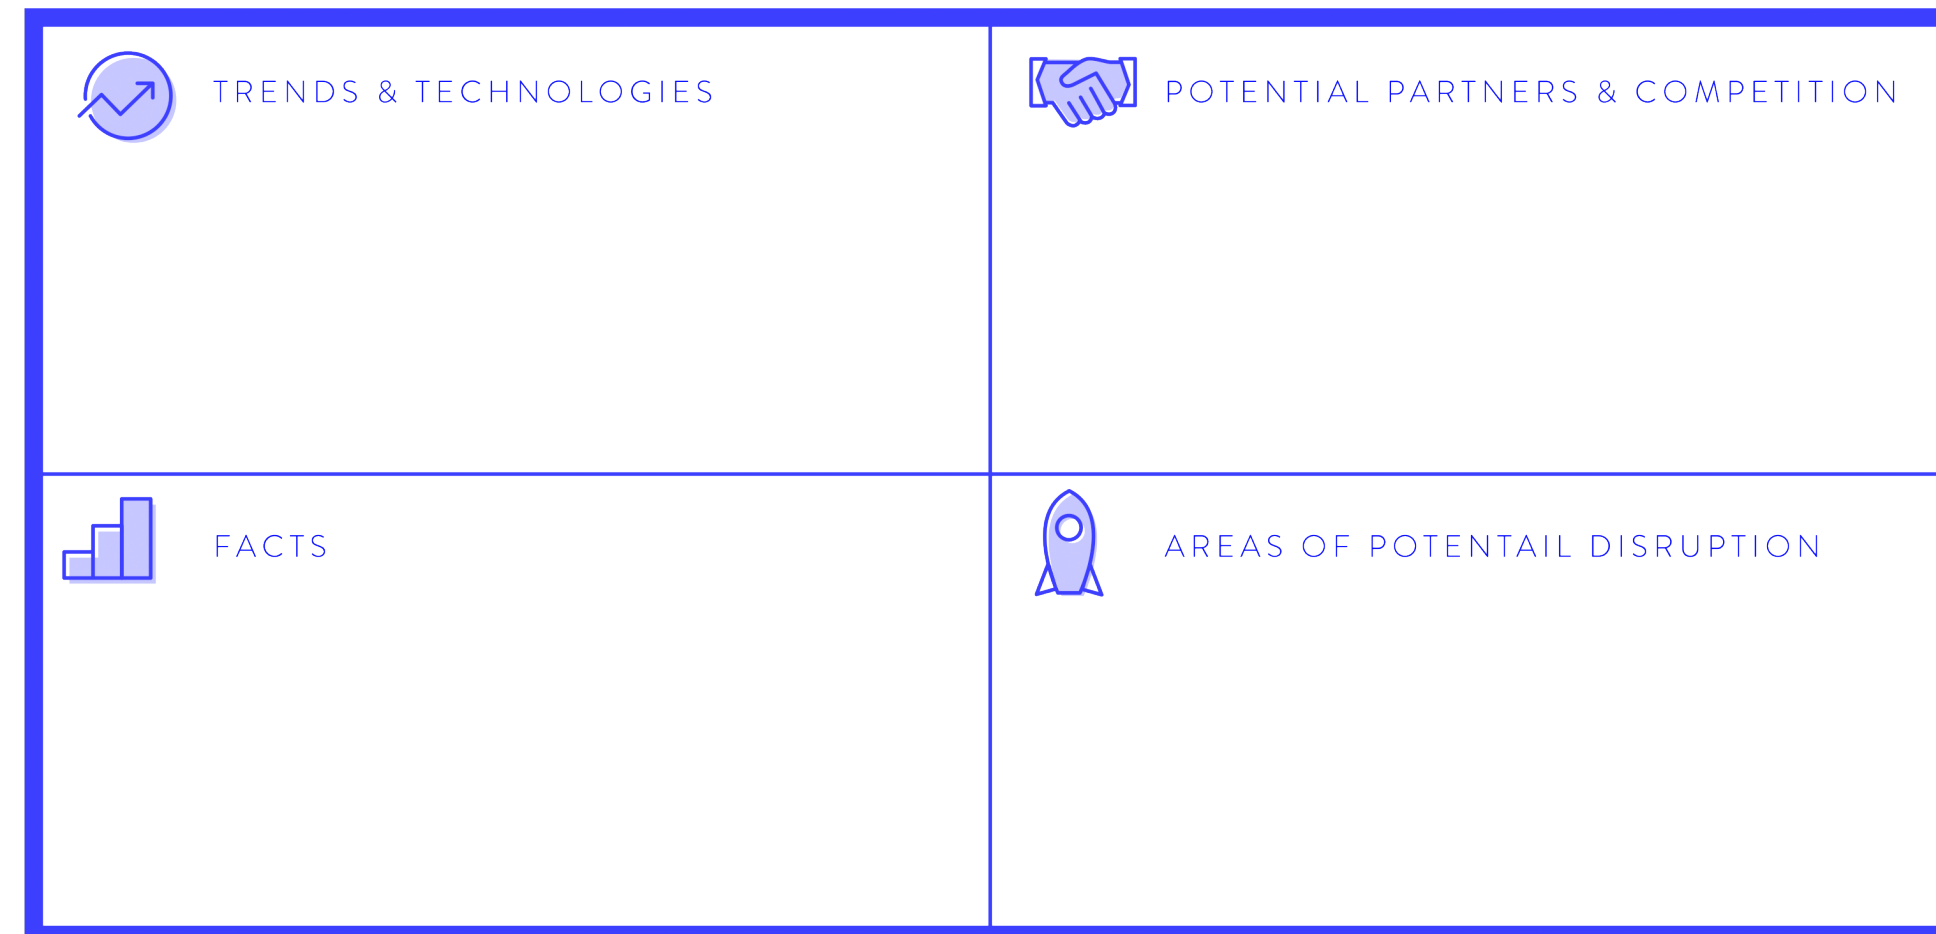 TRENDS & TECHNOLOGIES
POTENTIAL PARTNERS & COMPETITION
FACTS
AREAS OF POTENTAIL DISRUPTION